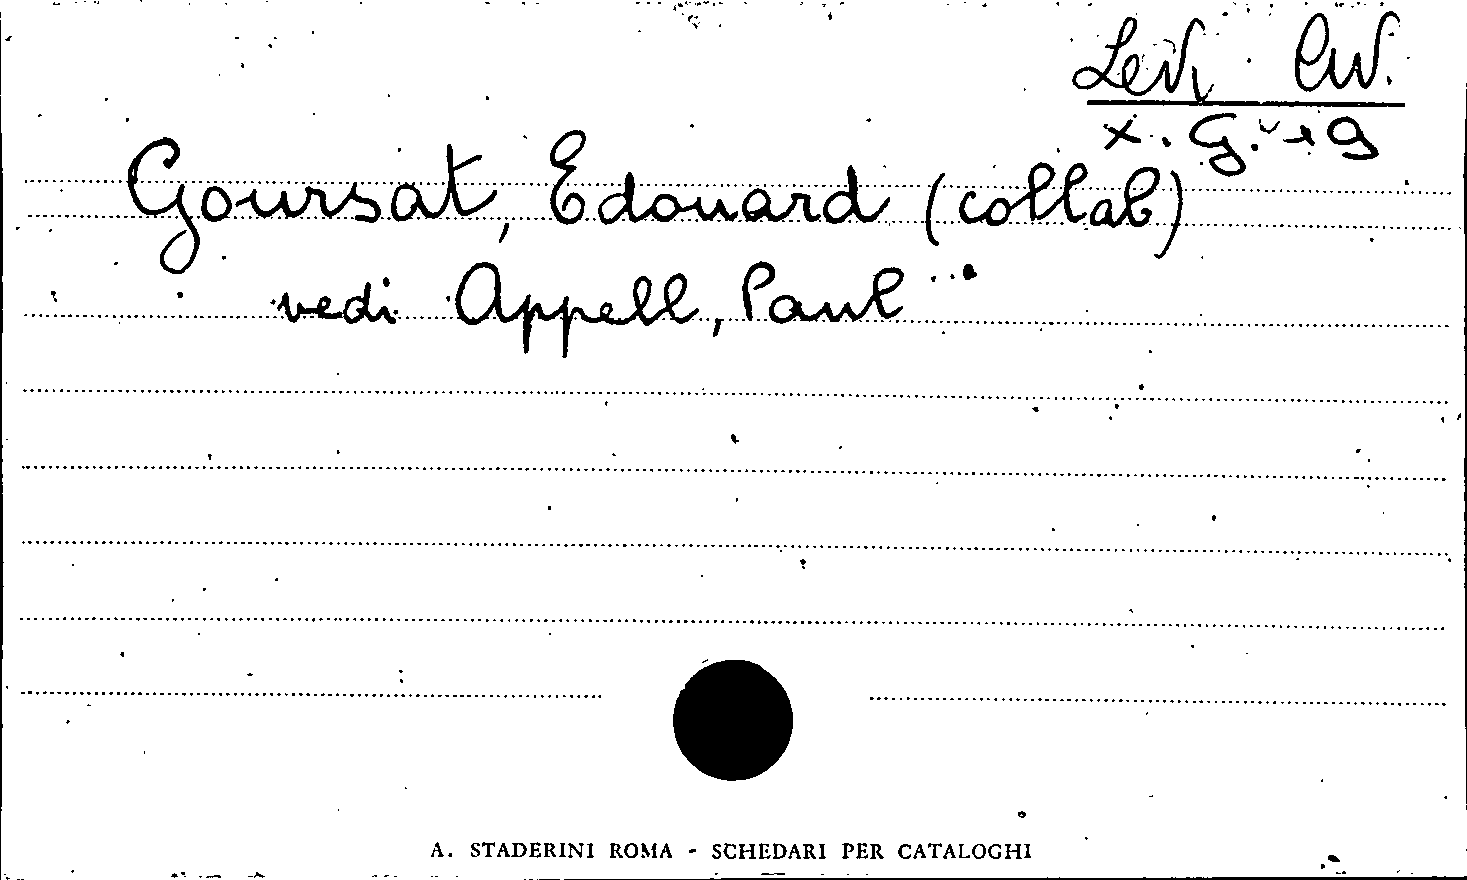 Levi Civ.
x. G. 19
Goursat, Edouard (collab)
vedi Appell, Paul
A. STADERINI ROMA - SCHEDARI PER CATALOGHI